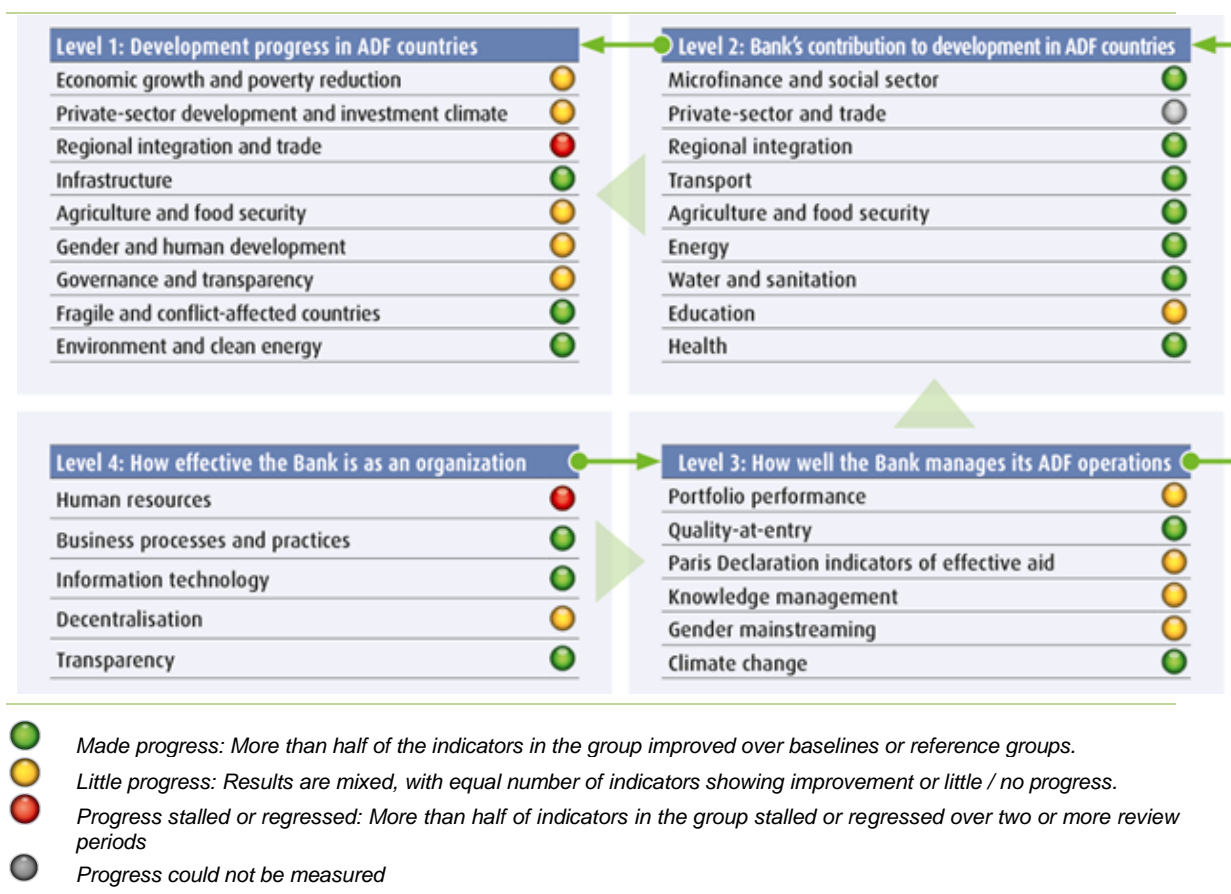 Level 1: Development progress in ADF countries
Economic growth and poverty reduction
Private-sector development and investment climate
Regional integration and trade
Infrastructure
Agriculture and food security
Gender and human development
Governance and transparency
Fragile and conflict-affected countries
Environment and clean energy
Level 2: Bank's contribution to development in ADF countries
Microfinance and social sector
Private-sector and trade
Regional integration
Transport
Agriculture and food security
Energy
Water and sanitation
Education
Health
Level 4: How effective the Bank is as an organization
Human resources
Business processes and practices
Information technology
Decentralisation
Transparency
Level 3: How well the Bank manages its ADF operations
Portfolio performance
Quality-at-entry
Paris Declaration indicators of effective aid
Knowledge management
Gender mainstreaming
Climate change
Made progress: More than half of the indicators in the group improved over baselines or reference groups.
Little progress: Results are mixed, with equal number of indicators showing improvement or little / no progress.
Progress stalled or regressed: More than half of indicators in the group stalled or regressed over two or more review
periods
Progress could not be measured